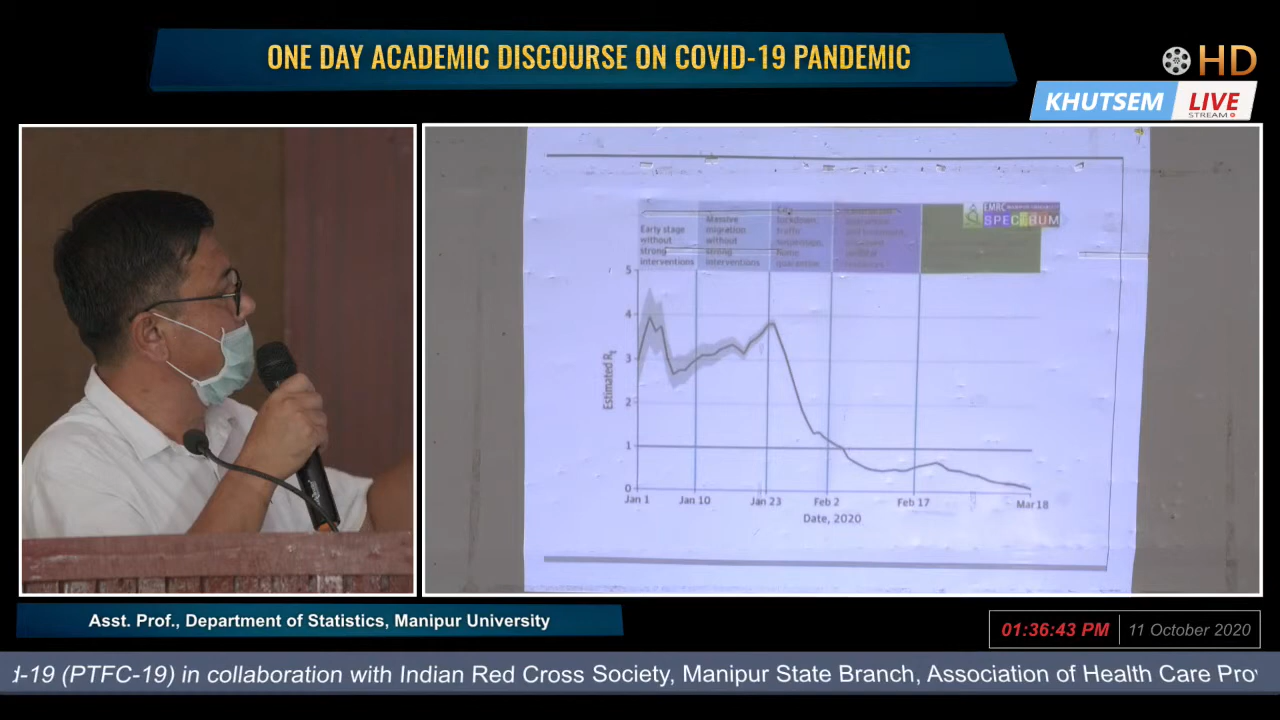 ONE DAY ACADEMIC DISCOURSE ON COVID-19 PANDEMIC
HD
KHUTSEM LIVE
STREAM
EMRC MANIPUR UNIVERSITY
SPECTRUM
Early stage
without
strong
interventions
Massive
migration
without
strong
interventions
City
lockdown
traffic
suspension,
home
quarantine
5
4
3
2
1
0
Estimated Rt
Jan 1 Jan 10 Jan 23 Feb 2 Feb 17 Mar 18
Date, 2020
Asst. Prof., Department of Statistics, Manipur University
01:36:43 PM 11 October 2020
d-19 (PTFC-19) in collaboration with Indian Red Cross Society, Manipur State Branch, Association of Health Care Prov